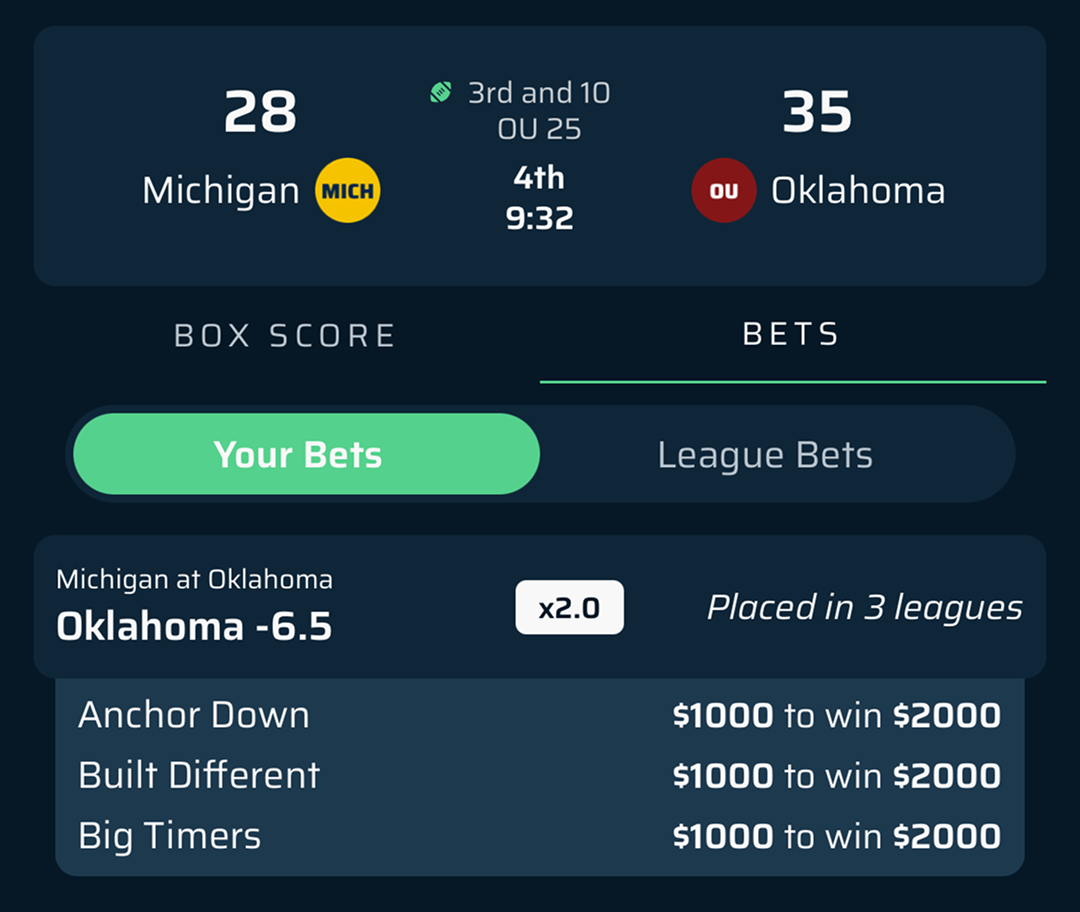 28
Michigan MICH
3rd and 10
OU 25
4th
9:32
35
OU Oklahoma
BOX SCORE
BETS
Your Bets
League Bets
Michigan at Oklahoma
Oklahoma -6.5
x2.0
Placed in 3 leagues
Anchor Down $1000 to win $2000
Built Different $1000 to win $2000
Big Timers $1000 to win $2000